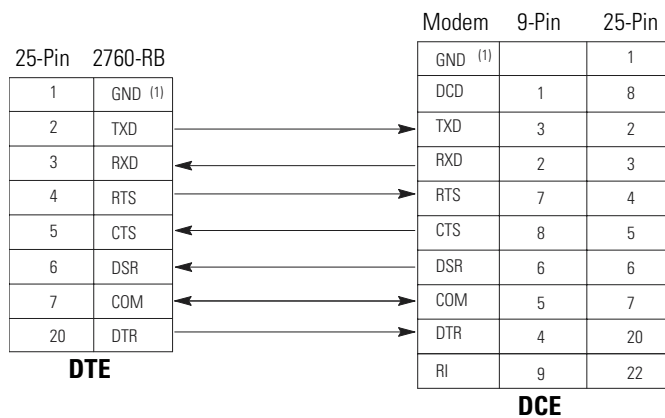 25-Pin 2760-RB
1 GND (1)
2 TXD
3 RXD
4 RTS
5 CTS
6 DSR
7 COM
20 DTR
DTE
Modem 9-Pin 25-Pin
GND (1) 1
DCD 1 8
TXD 3 2
RXD 2 3
RTS 7 4
CTS 8 5
DSR 6 6
COM 5 7
DTR 4 20
RI 9 22
DCE